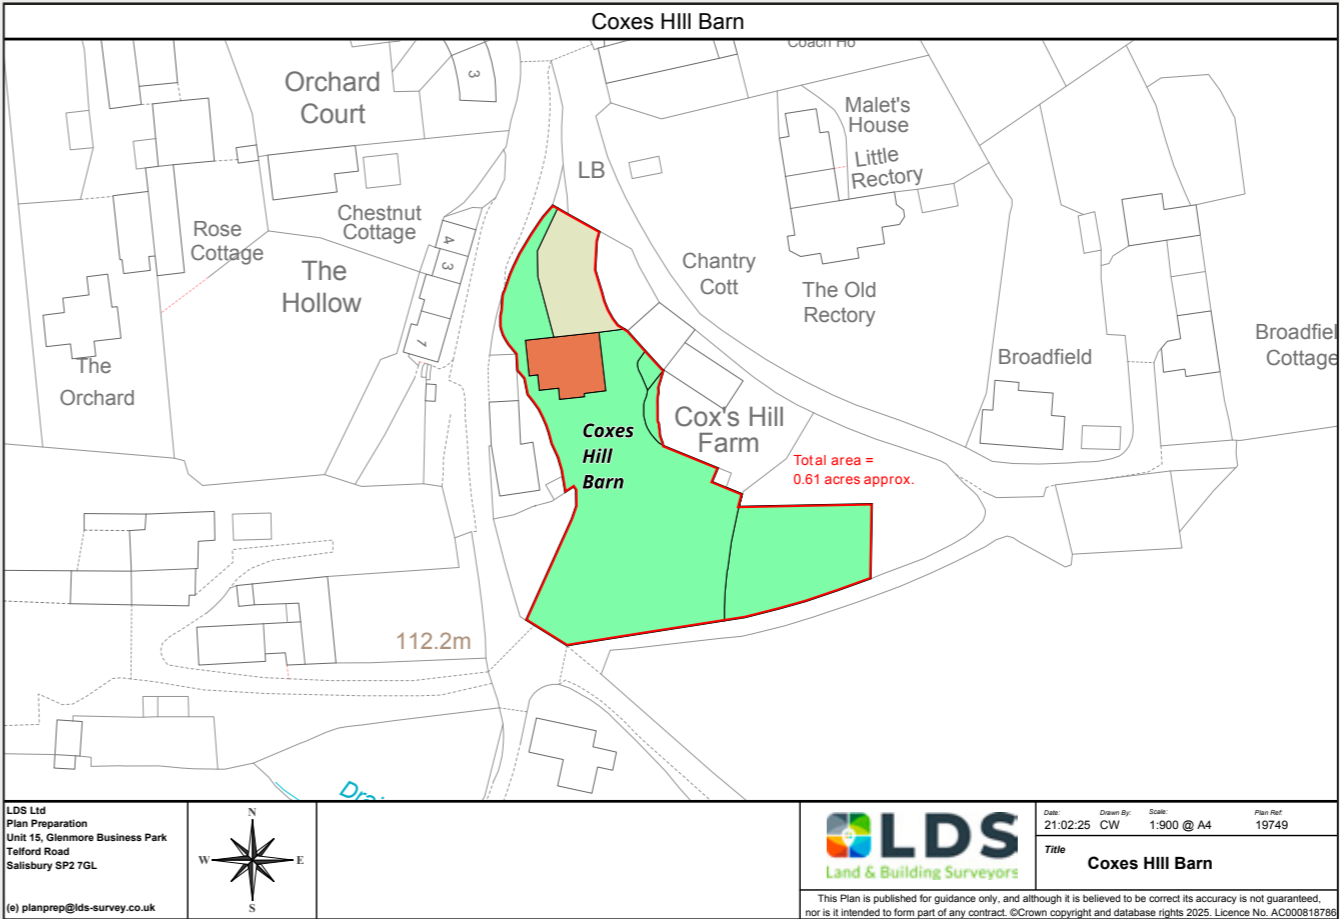 Coxes HIll Barn
Coach Ho
3
Orchard
Court
Malet's
House
Little
Rectory
LB
Rose
Cottage
Chestnut
Cottage
4
3
1
The
Hollow
Chantry
Cott
The Old
Rectory
Broadfiel
Cottage
Broadfield
The
Orchard
Cox's Hill
Farm
Coxes
Hill
Barn
Total area =
0.61 acres approx.
112.2m
LDS Ltd
Plan Preparation
Unit 15, Glenmore Business Park
Telford Road
Salisbury SP2 7GL
(e) planprep@lds-survey.co.uk
N
W
E
S
LDS
Land & Building Surveyors
Date:
21:02:25
Drawn By:
CW
Scale:
1:900 @ A4
Plan Ref:
19749
Title
Coxes HIll Barn
This Plan is published for guidance only, and although it is believed to be correct its accuracy is not guaranteed,
nor is it intended to form part of any contract. ©Crown copyright and database rights 2025. Licence No. AC000818786